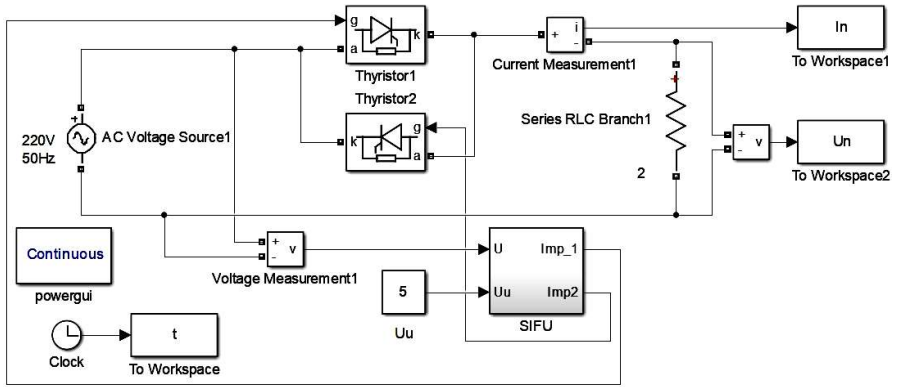 g
a
k
Thyristor1
Thyristor2
k
g
a
+
-
i
Current Measurement1
In
To Workspace1
+
220V
50Hz
AC Voltage Source1
Series RLC Branch1
+
2
+
-
v
Un
To Workspace2
Continuous
powergui
+
-
v
Voltage Measurement1
5
Uu
U
Uu
Imp_1
Imp2
SIFU
Clock
t
To Workspace